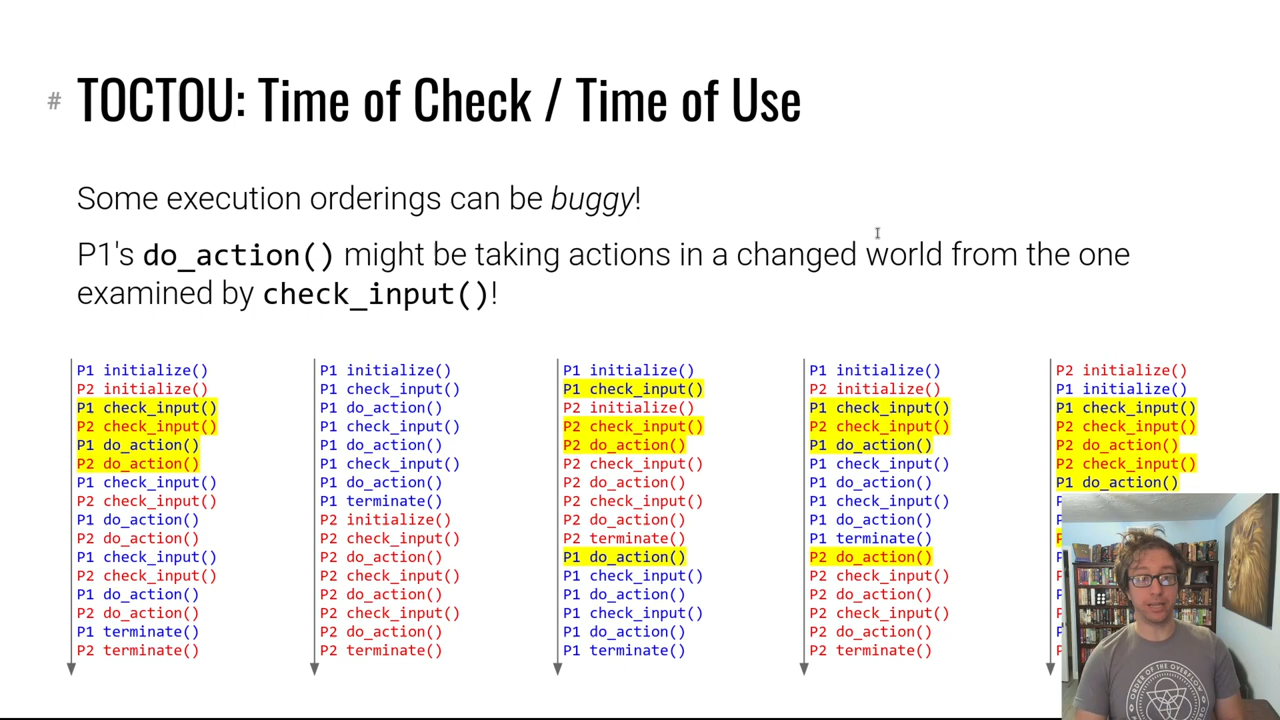 # TOCTOU: Time of Check / Time of Use
Some execution orderings can be buggy!
P1's do_action() might be taking actions in a changed world from the one
examined by check_input()!
P1 initialize()
P2 initialize()
P1 check_input()
P2 check_input()
P1 do_action()
P2 do_action()
P1 check_input()
P2 check_input()
P1 do_action()
P2 do_action()
P1 check_input()
P2 check_input()
P1 do_action()
P2 do_action()
P1 terminate()
P2 terminate()
P1 initialize()
P1 check_input()
P1 do_action()
P1 check_input()
P1 do_action()
P1 check_input()
P1 do_action()
P1 terminate()
P2 initialize()
P2 check_input()
P2 do_action()
P2 check_input()
P2 do_action()
P2 check_input()
P2 do_action()
P2 terminate()
P1 initialize()
P1 check_input()
P2 initialize()
P2 check_input()
P2 do_action()
P2 check_input()
P2 do_action()
P2 check_input()
P2 do_action()
P2 terminate()
P1 do_action()
P1 check_input()
P1 do_action()
P1 check_input()
P1 do_action()
P1 terminate()
P1 initialize()
P2 initialize()
P1 check_input()
P2 check_input()
P1 do_action()
P1 check_input()
P1 do_action()
P1 check_input()
P1 do_action()
P1 terminate()
P2 do_action()
P2 check_input()
P2 do_action()
P2 check_input()
P2 do_action()
P2 terminate()
P2 initialize()
P1 initialize()
P1 check_input()
P2 check_input()
P2 do_action()
P2 check_input()
P1 do_action()
ORDER OF THE OVERFLOW